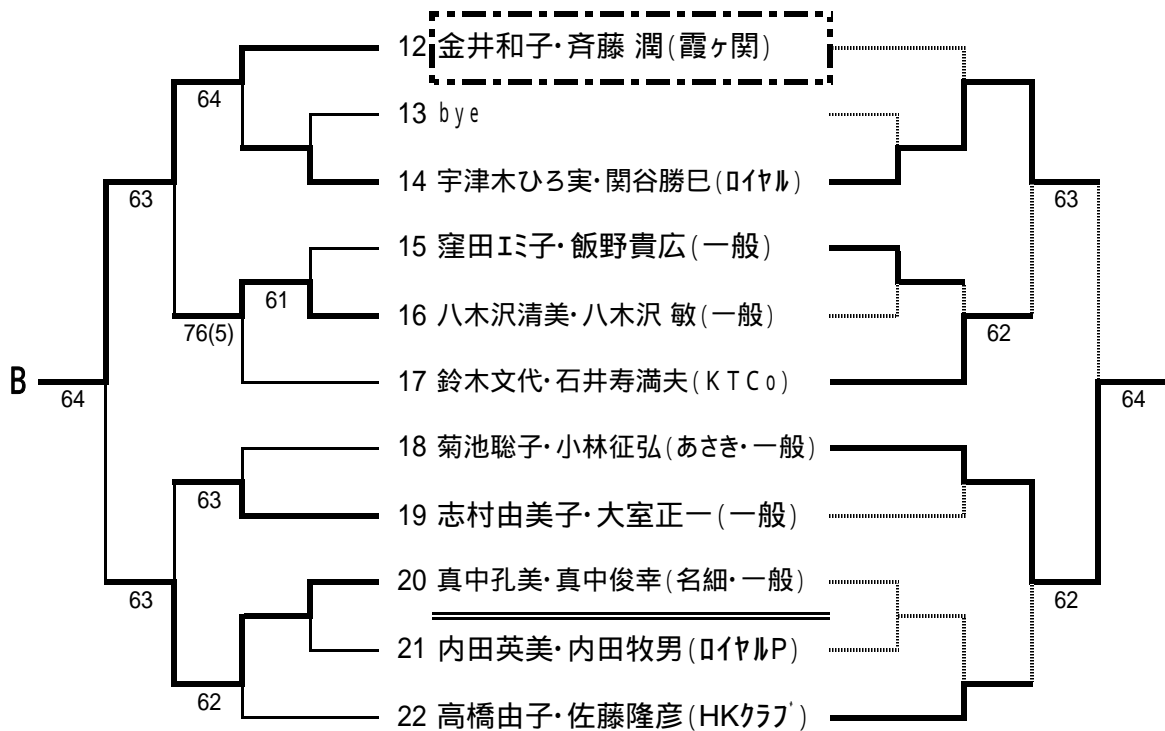 12 金井和子・斉藤 潤(霞ヶ関)
64
13 bye
14 宇津木ひろ実・関谷勝巳(ﾛｲﾔﾙ)
63
63
15 窪田ｴﾐ子・飯野貴広(一般)
61
16 八木沢清美・八木沢 敏(一般)
76(5)
62
17 鈴木文代・石井寿満夫(KTCo)
B
64
64
18 菊池聡子・小林征弘(あさき・一般)
63
19 志村由美子・大室正一(一般)
20 真中孔美・真中俊幸(名細・一般)
63
62
21 内田英美・内田牧男(ﾛｲﾔﾙP)
62
22 高橋由子・佐藤隆彦(HKｸﾗﾌﾞ)